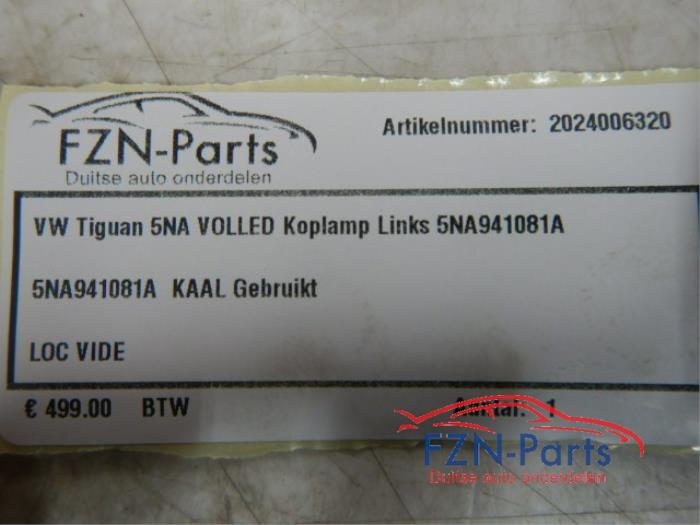 FZN-Parts
Duitse auto onderdelen
Artikelnummer: 2024006320
VW Tiguan 5NA VOLLED Koplamp Links 5NA941081A
5NA941081A KAAL Gebruikt
LOC VIDE
€ 499.00 BTW
Aantal: 1
FZN-Parts
Duitse auto onderdelen